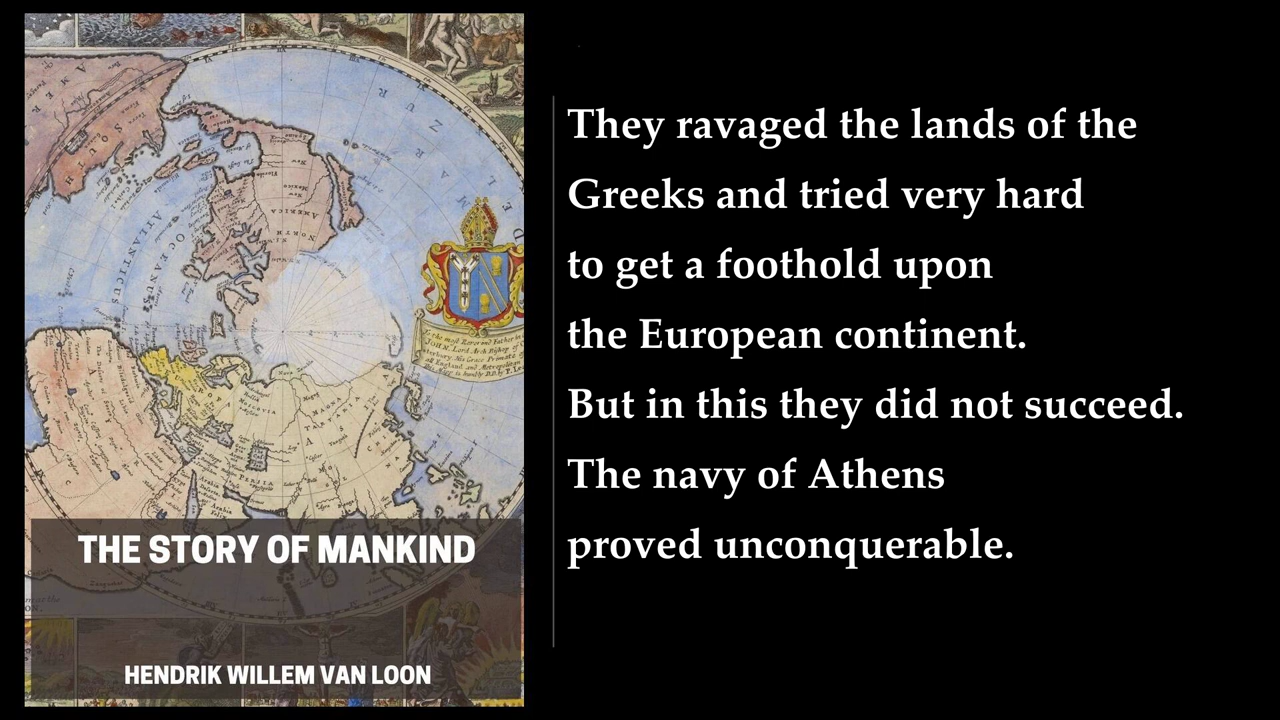 THE STORY OF MANKIND
HENDRIK WILLEM VAN LOON
They ravaged the lands of the
Greeks and tried very hard
to get a foothold upon
the European continent.
But in this they did not succeed.
The navy of Athens
proved unconquerable.